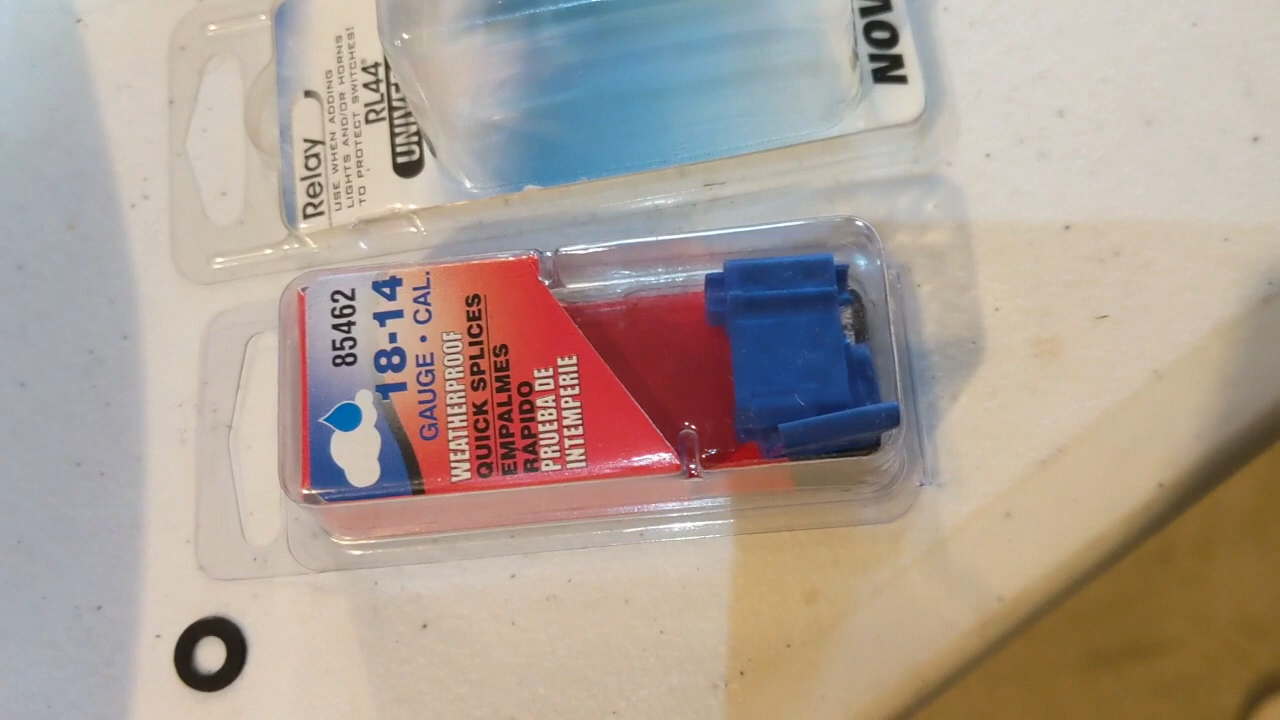 Relay
USE WHEN ADDING
LIGHTS AND/OR HORNS
TO PROTECT SWITCHES!
RL44
85462
18-14
GAUGE • CAL.
WEATHERPROOF
QUICK SPLICES
EMPALMES
RAPIDO
PRUEBA DE
INTEMPERIE